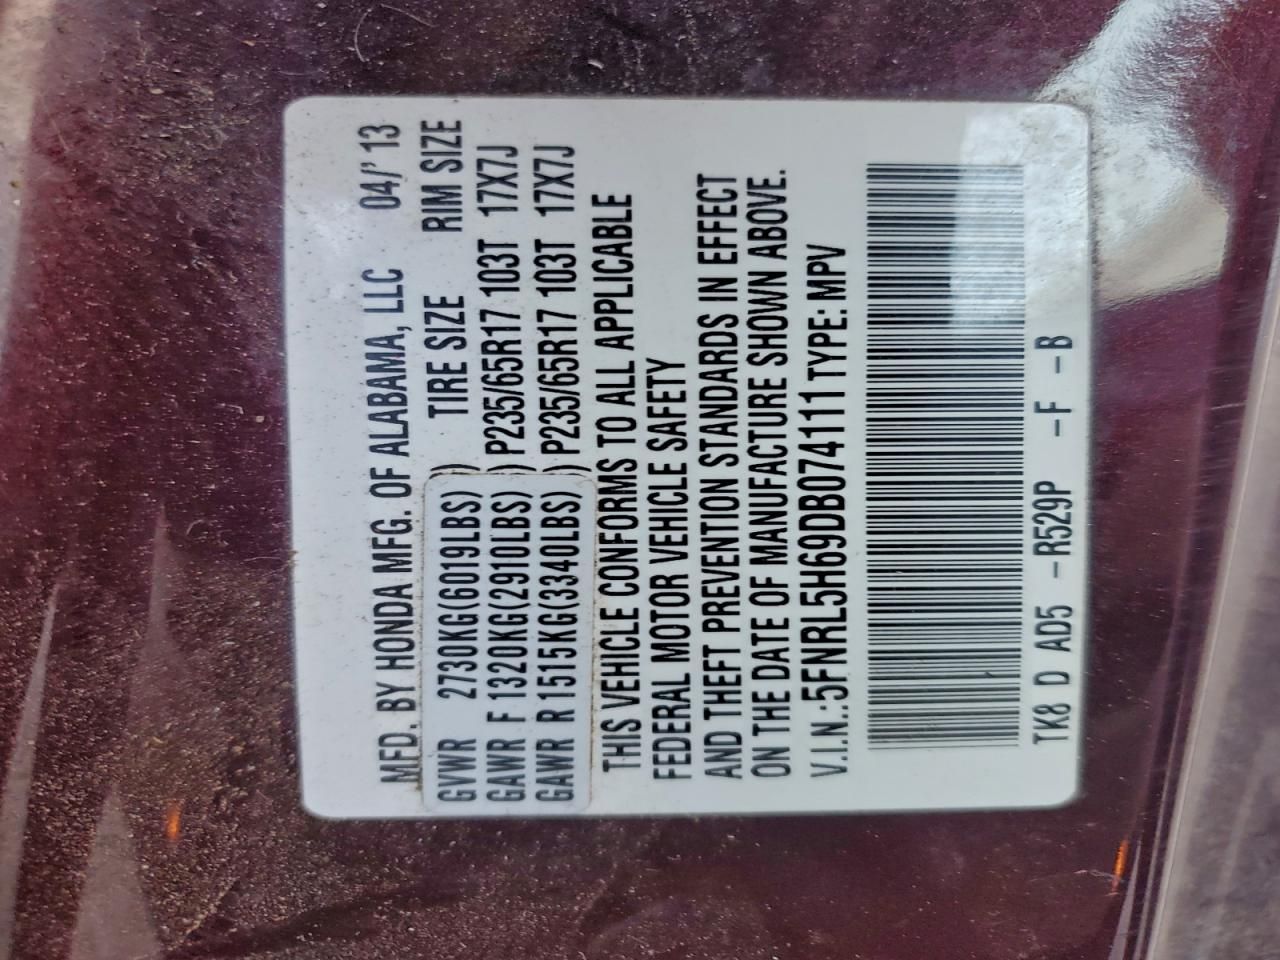 MFD. BY HONDA MFG. OF ALABAMA, LLC 04/' 13
TIRE SIZE RIM SIZE
GVWR 2730KG(6019LBS) )
GAWR F 1320KG(2910LBS) ) P235/65R17 103T 17X7J
GAWR R 1515KG(3340LBS) ) P235/65R17 103T 17X7J
THIS VEHICLE CONFORMS TO ALL APPLICABLE
FEDERAL MOTOR VEHICLE SAFETY
AND THEFT PREVENTION STANDARDS IN EFFECT
ON THE DATE OF MANUFACTURE SHOWN ABOVE.
V.I.N.:5FNRL5H69DB074111 TYPE: MPV
TK8 D AD5 -R529P -F -B